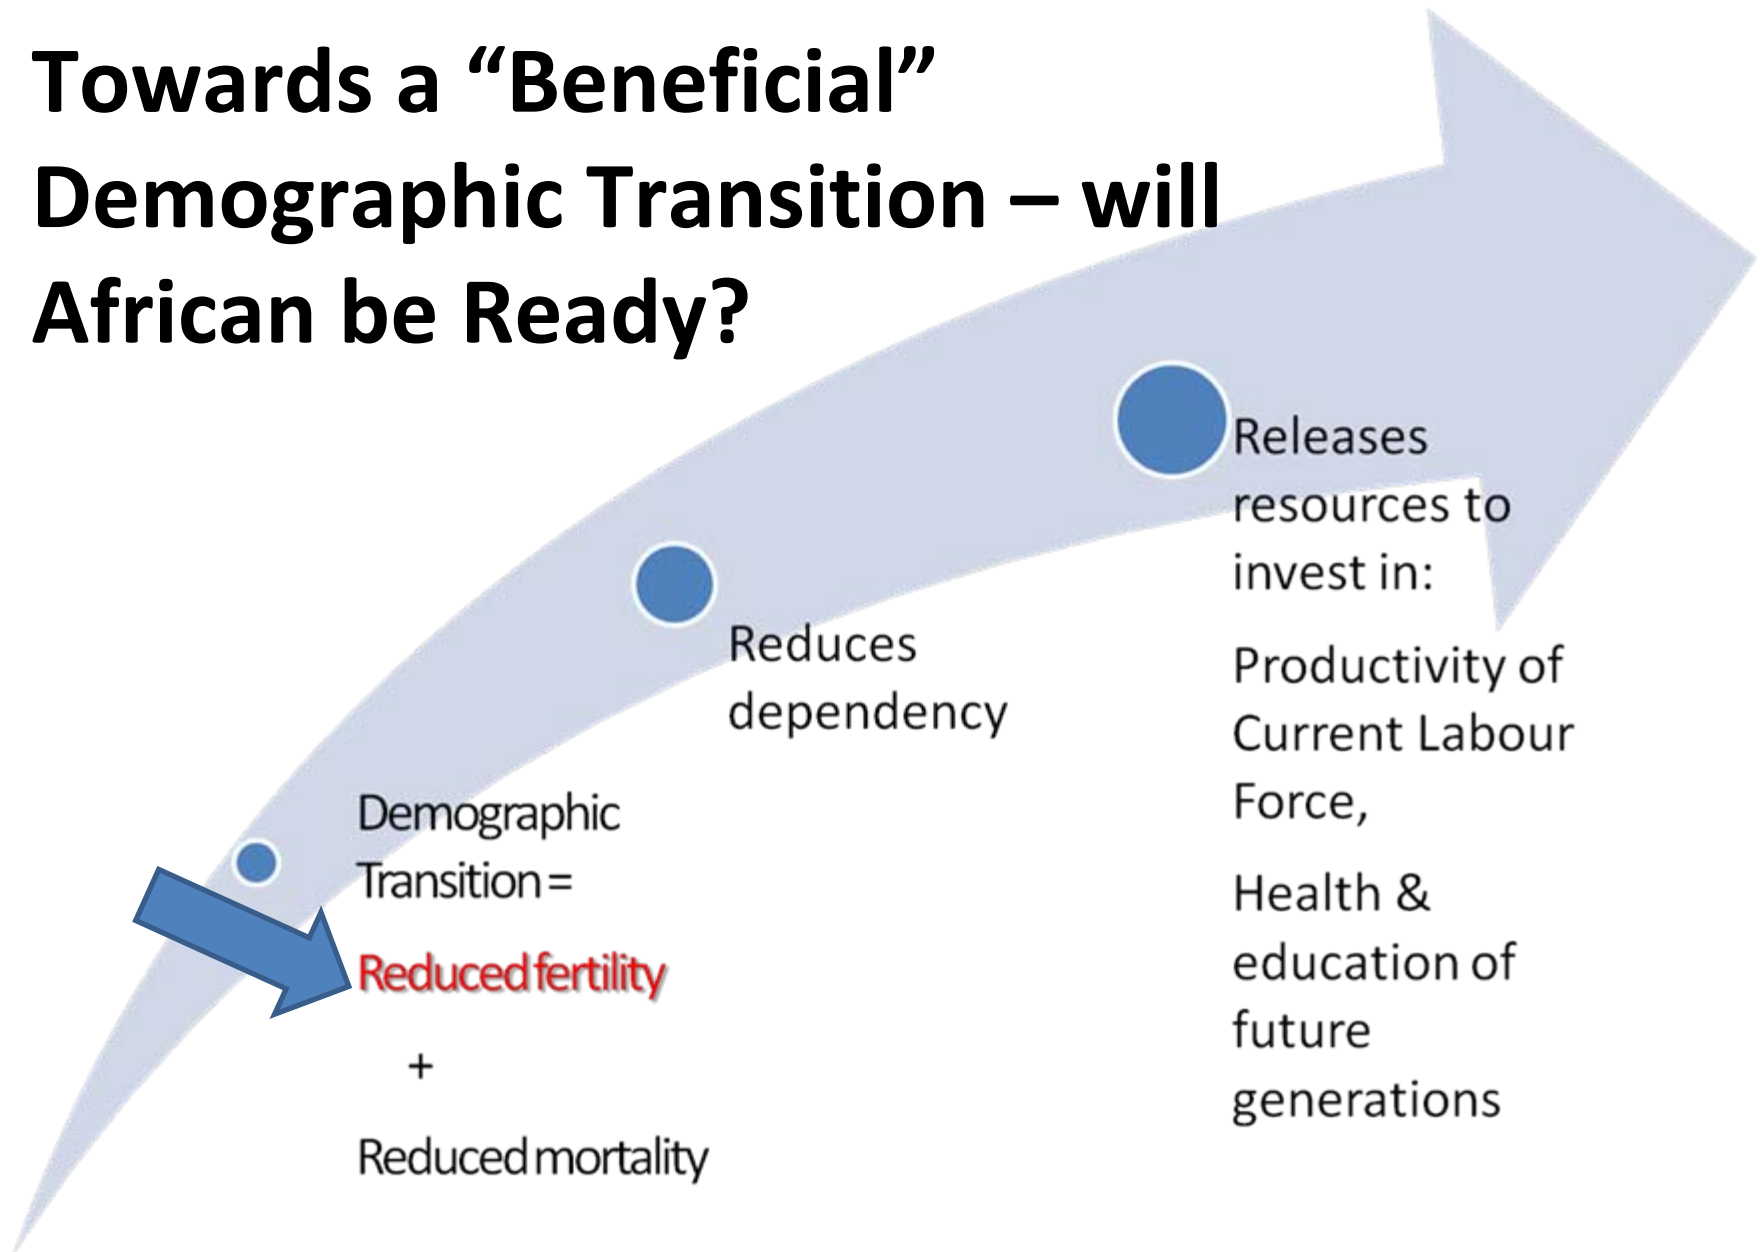 Towards a “Beneficial”
Demographic Transition – will
African be Ready?
Demographic
Transition =
Reduced fertility
+
Reduced mortality
Reduces
dependency
Releases
resources to
invest in:
Productivity of
Current Labour
Force,
Health &
education of
future
generations